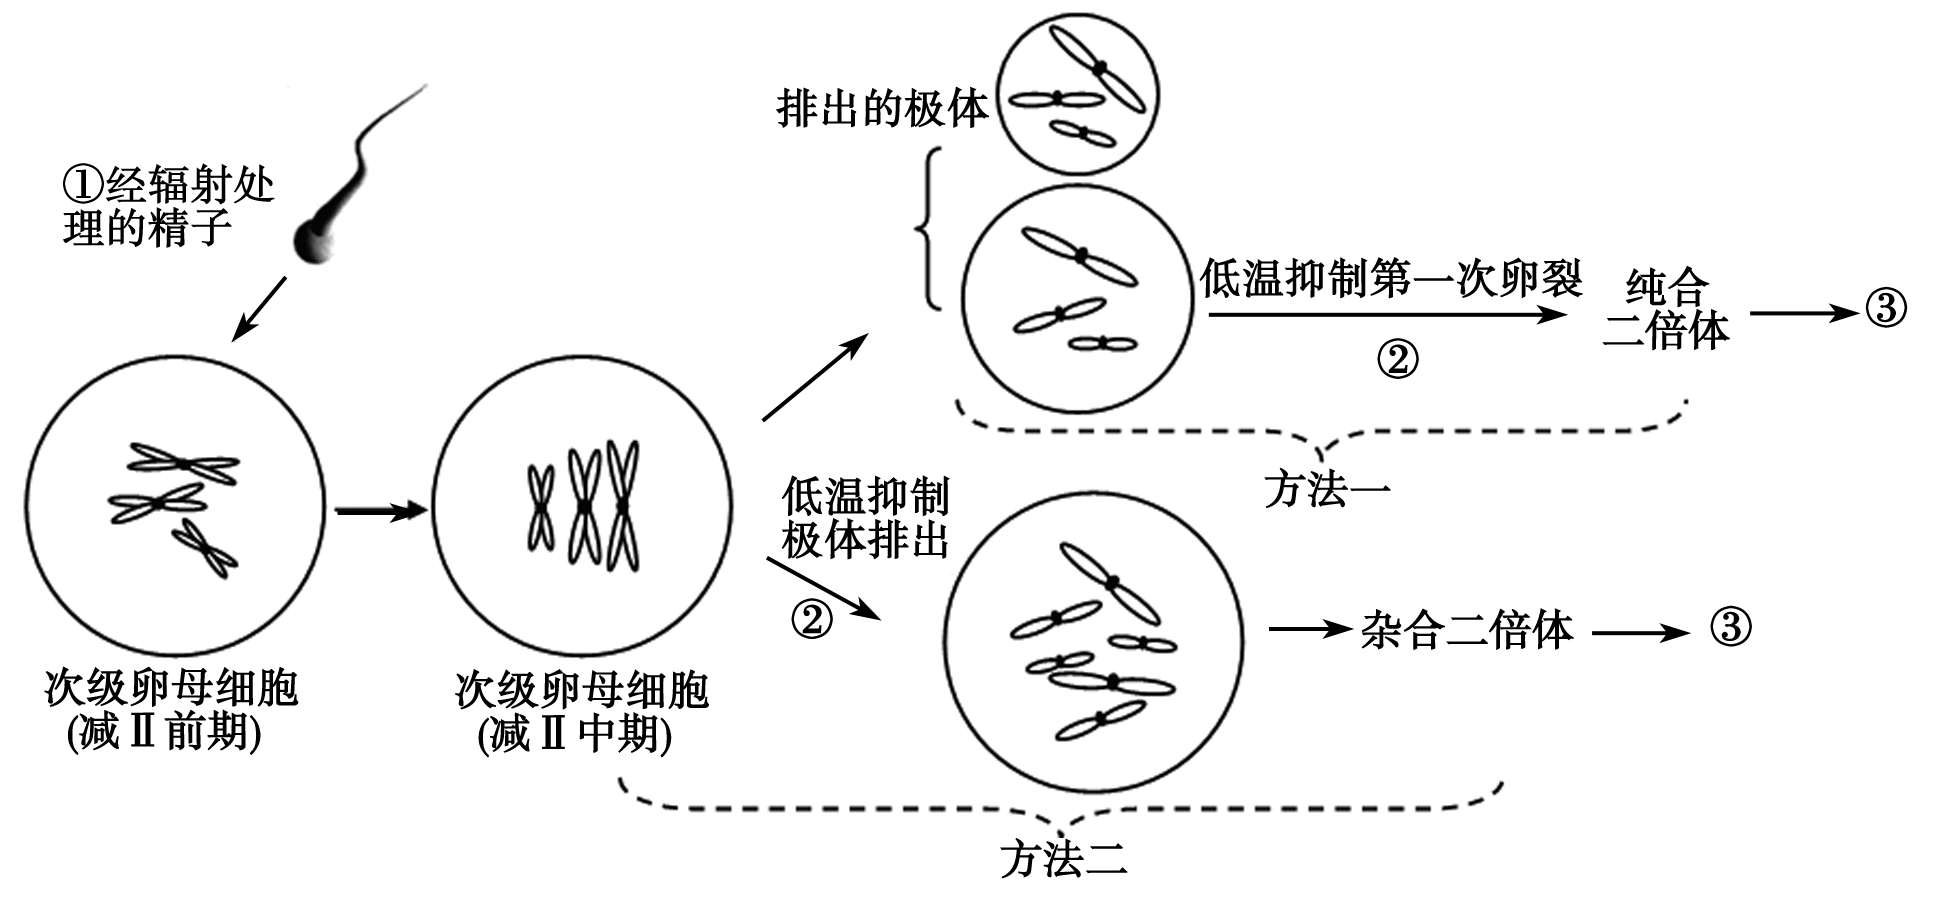 排出的极体
①经辐射处
理的精子
低温抑制第一次卵裂
②
纯合
二倍体
③
方法一
低温抑制
极体排出
②
杂合二倍体
③
次级卵母细胞
(减Ⅱ前期)
次级卵母细胞
(减Ⅱ中期)
方法二